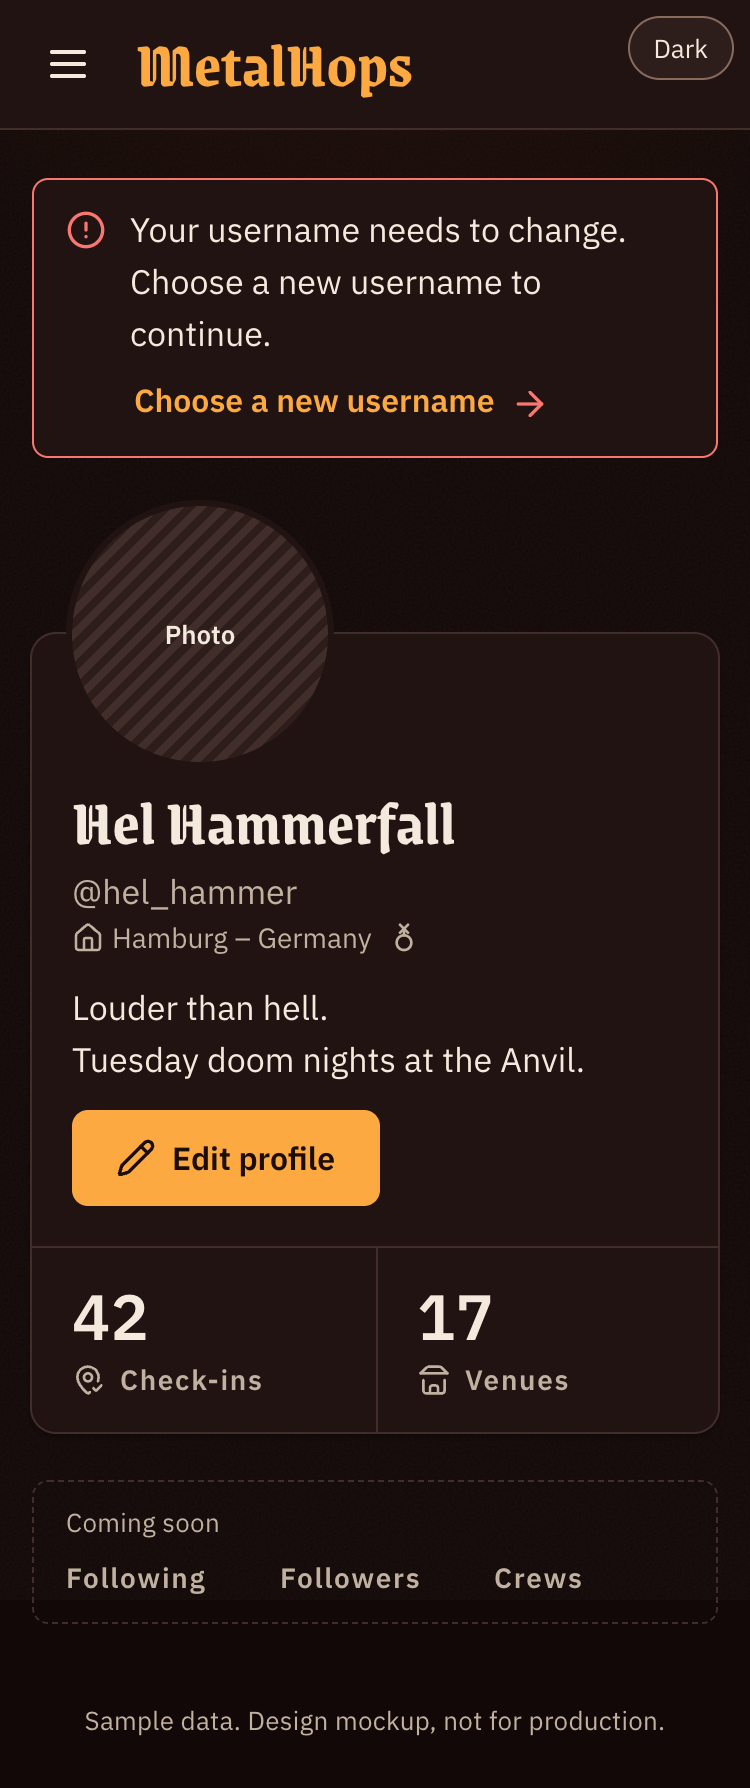 MetalHops
Dark
Your username needs to change.
Choose a new username to
continue.
Choose a new username →
Photo
Hel Hammerfall
@hel_hammer
Hamburg – Germany
Louder than hell.
Tuesday doom nights at the Anvil.
Edit profile
42
Check-ins
17
Venues
Coming soon
Following Followers Crews
Sample data. Design mockup, not for production.